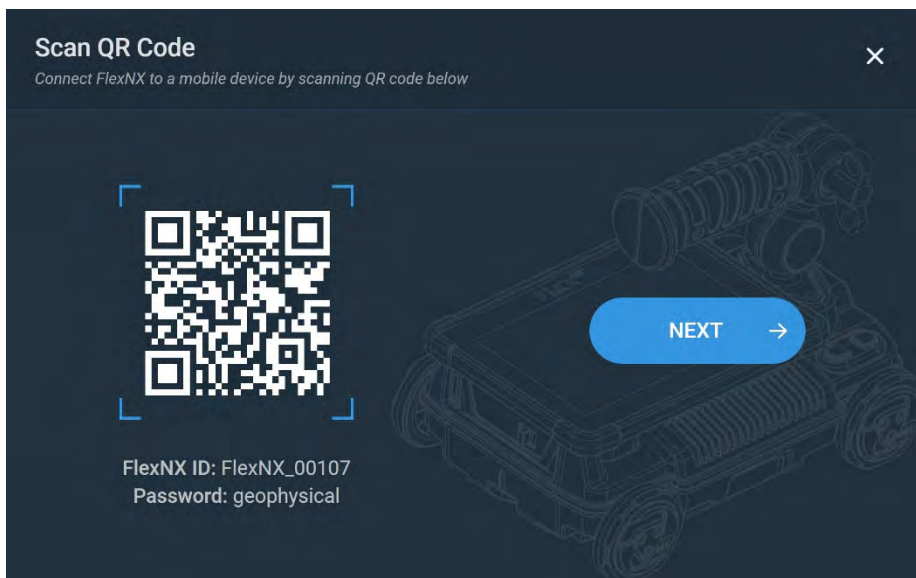 Scan QR Code
Connect FlexNX to a mobile device by scanning QR code below
NEXT
FlexNX ID: FlexNX_00107
Password: geophysical